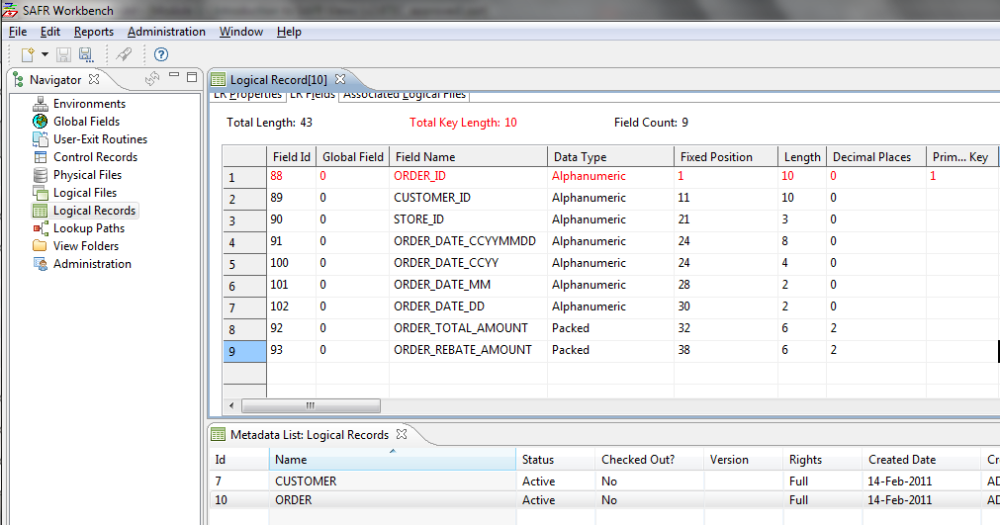 SAFR Workbench
File Edit Reports Administration Window Help
Navigator
Environments
Global Fields
User-Exit Routines
Control Records
Physical Files
Logical Files
Logical Records
Lookup Paths
View Folders
Administration
Logical Record[10]
LR Properties LR Fields Associated Logical Files
Total Length: 43 Total Key Length: 10 Field Count: 9
Field Id Global Field Field Name Data Type Fixed Position Length Decimal Places Prim... Key
1 88 0 ORDER_ID Alphanumeric 1 10 0 1
2 89 0 CUSTOMER_ID Alphanumeric 11 10 0
3 90 0 STORE_ID Alphanumeric 21 3 0
4 91 0 ORDER_DATE_CCYYMMDD Alphanumeric 24 8 0
5 100 0 ORDER_DATE_CCYY Alphanumeric 24 4 0
6 101 0 ORDER_DATE_MM Alphanumeric 28 2 0
7 102 0 ORDER_DATE_DD Alphanumeric 30 2 0
8 92 0 ORDER_TOTAL_AMOUNT Packed 32 6 2
9 93 0 ORDER_REBATE_AMOUNT Packed 38 6 2
Metadata List: Logical Records
Id Name Status Checked Out? Version Rights Created Date Cr
7 CUSTOMER Active No Full 14-Feb-2011 AD
10 ORDER Active No Full 14-Feb-2011 AD